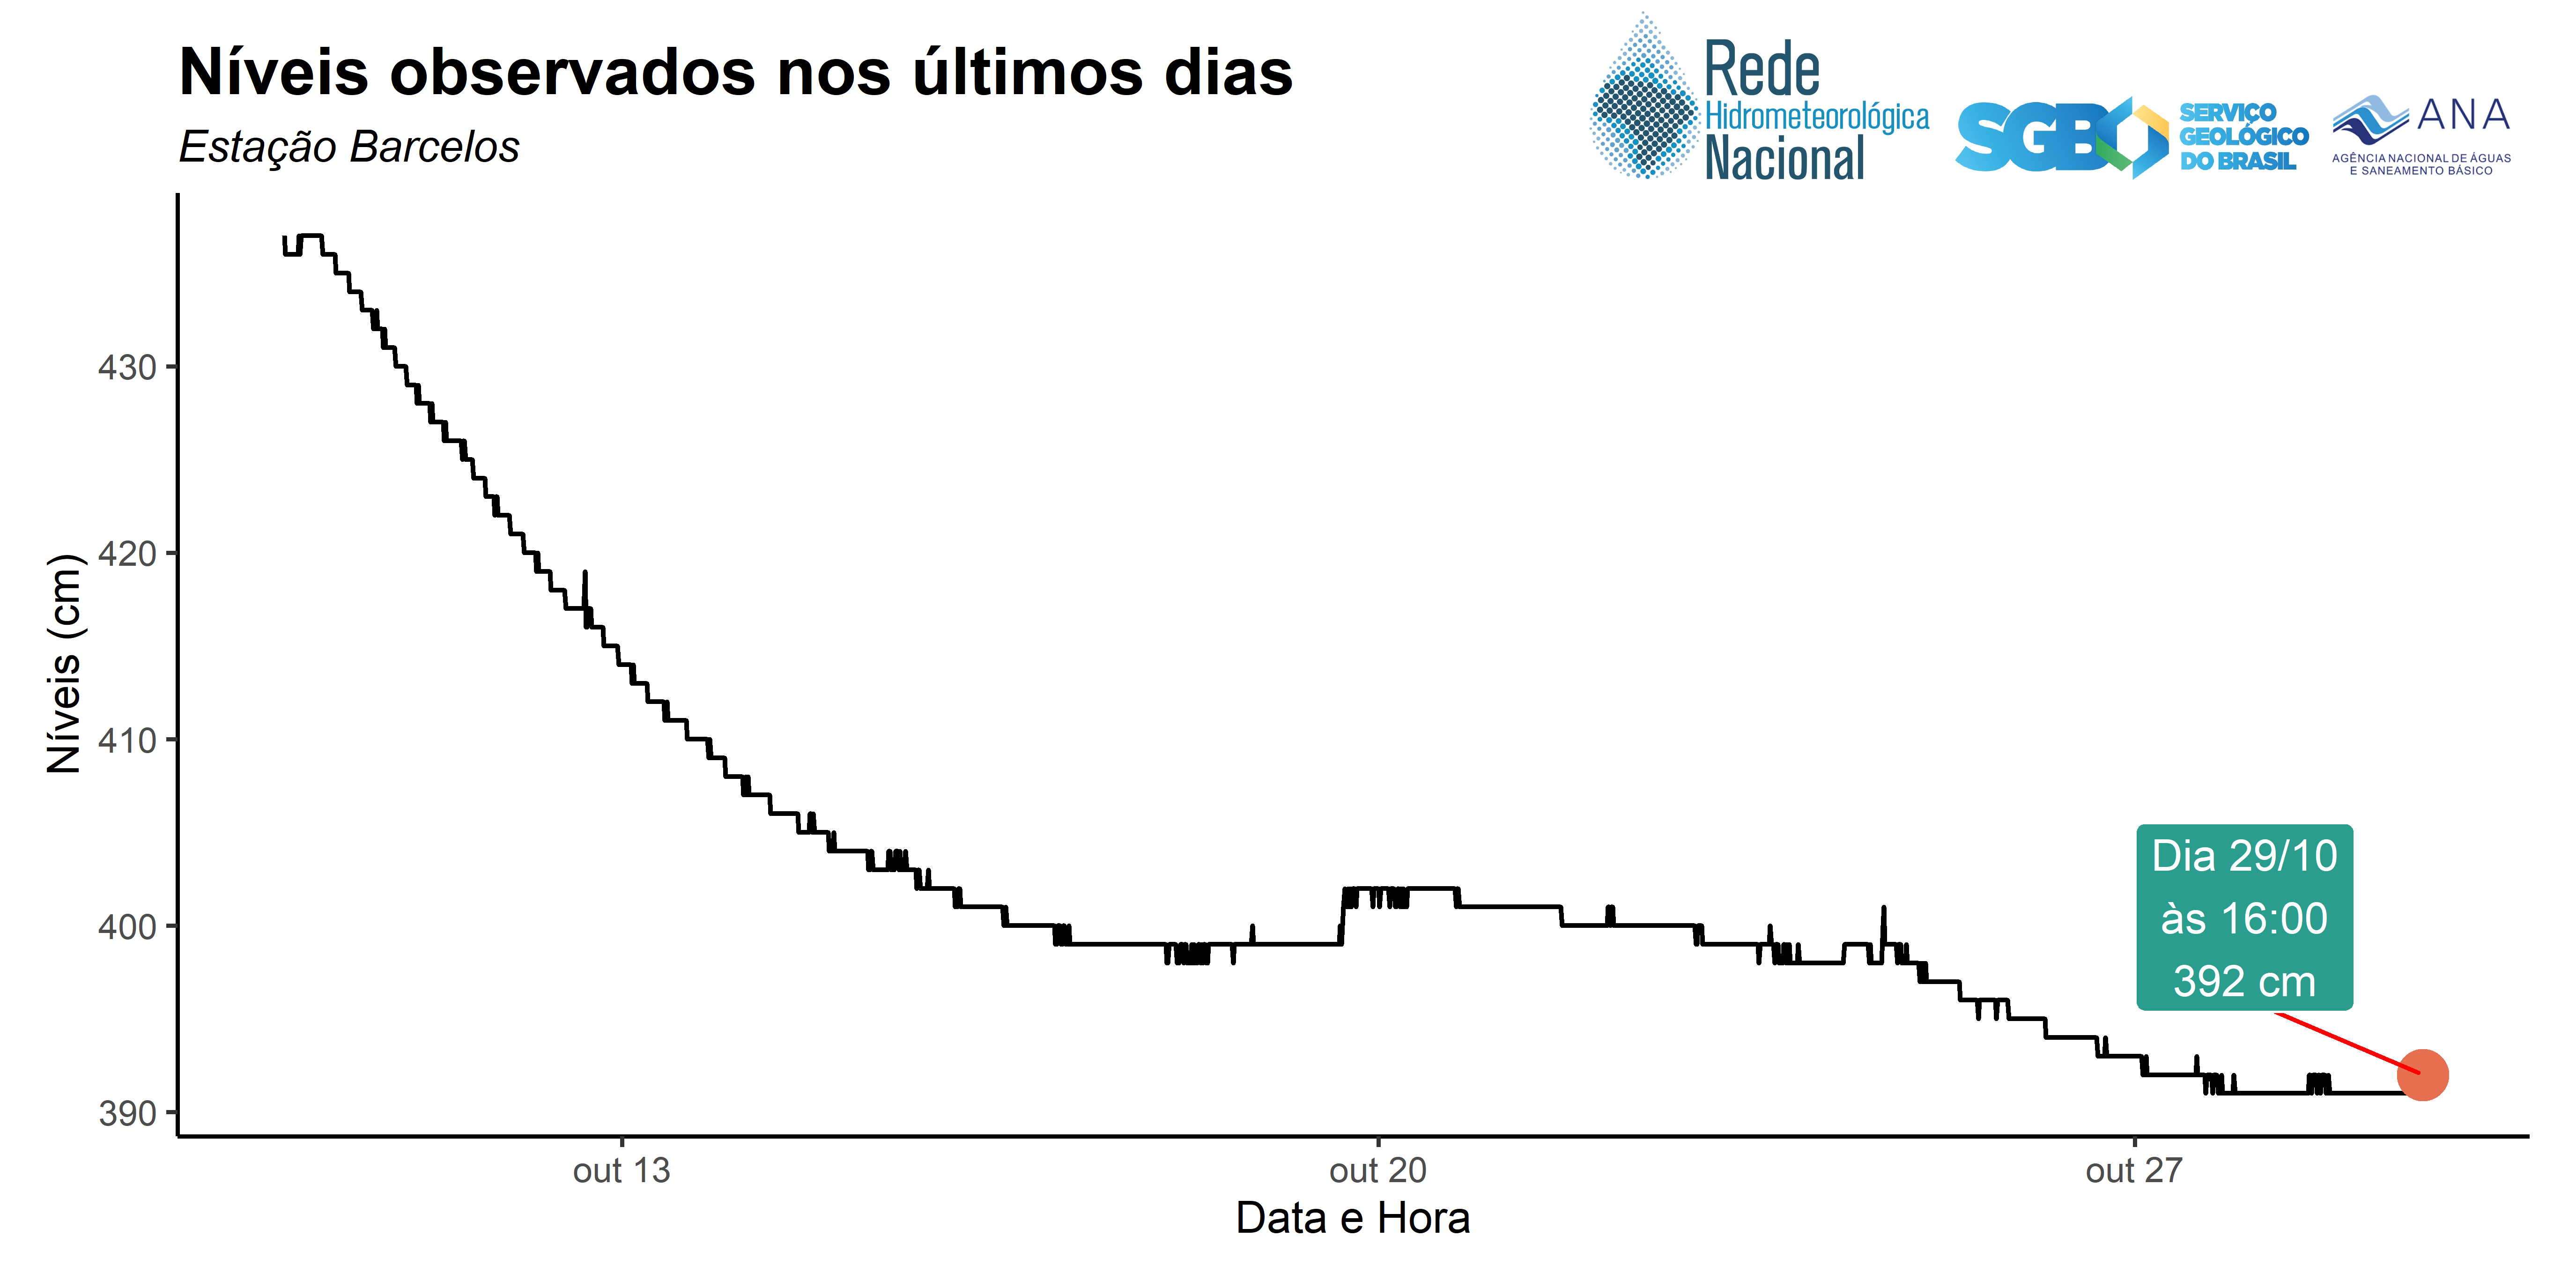 Níveis observados nos últimos dias
Estação Barcelos
Rede
Hidrometeorológica
Nacional
SGB
SERVIÇO
GEOLÓGICO
DO BRASIL
ANA
AGÊNCIA NACIONAL DE ÁGUAS
E SANEAMENTO BÁSICO
Níveis (cm)
430
420
410
400
390
Dia 29/10
às 16:00
392 cm
out 13
out 20
out 27
Data e Hora